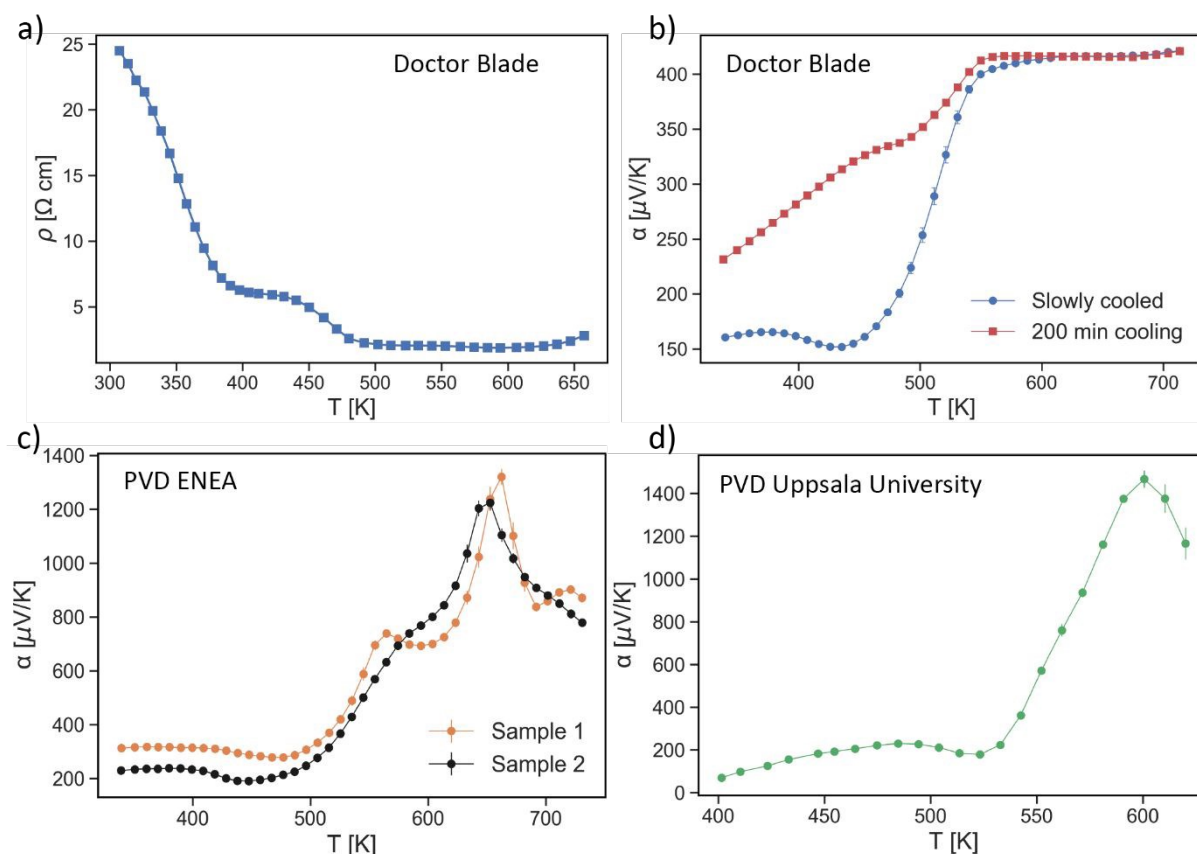 a)
Doctor Blade
25
20
15
10
5
ρ [Ω cm]
300 350 400 450 500 550 600 650
T [K]
b)
Doctor Blade
400
350
300
250
200
150
α [μV/K]
Slowly cooled
200 min cooling
400 500 600 700
T [K]
c)
PVD ENEA
1400
1200
1000
800
600
400
200
α [μV/K]
Sample 1
Sample 2
400 500 600 700
T [K]
d)
PVD Uppsala University
1400
1200
1000
800
600
400
200
0
α [μV/K]
400 450 500 550 600
T [K]